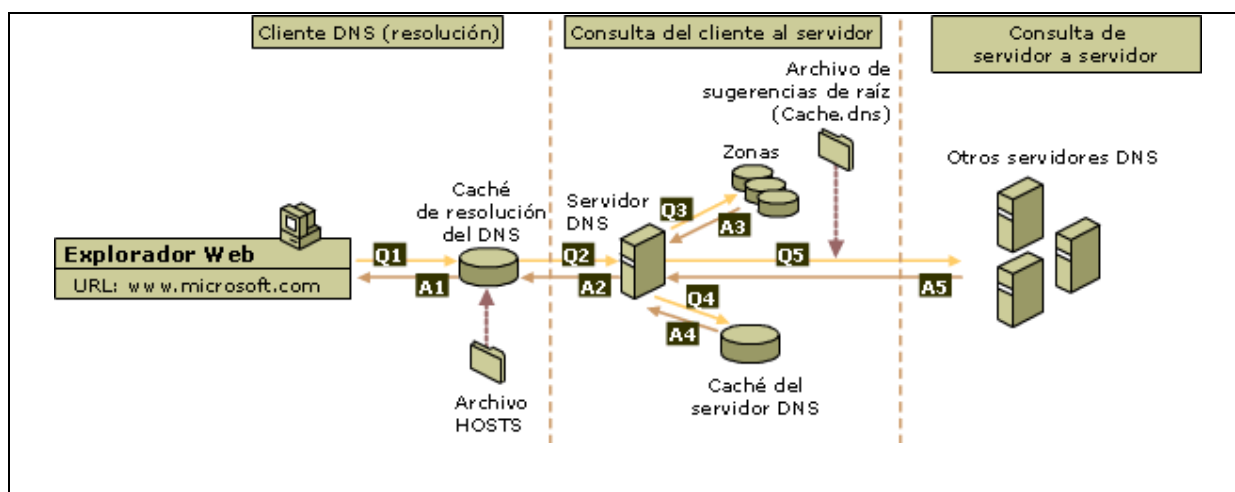 Cliente DNS (resolución)
Consulta del cliente al servidor
Consulta de
servidor a servidor
Archivo de
sugerencias de raíz
(Cache.dns)
Zonas
Otros servidores DNS
Caché
de resolución
del DNS
Servidor
DNS
Q3
A3
Explorador Web
URL: www.microsoft.com
Q1
A1
Q2
A2
Q5
A5
Q4
A4
Archivo
HOSTS
Caché del
servidor DNS